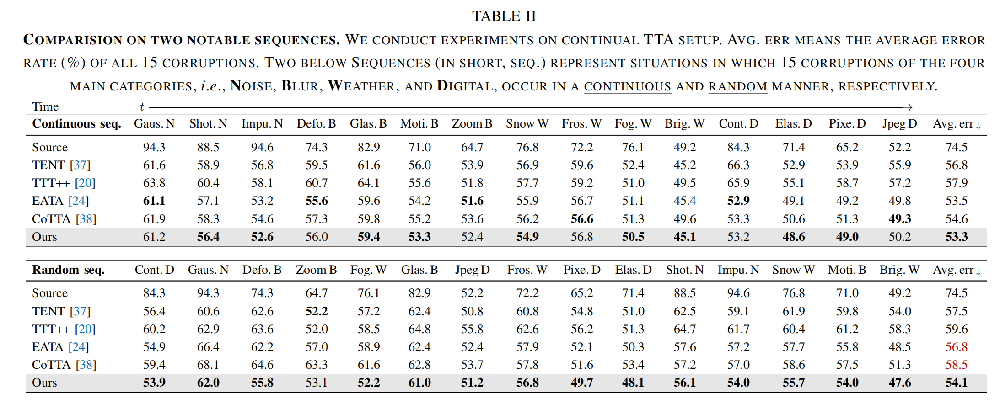 TABLE II
COMPARISION ON TWO NOTABLE SEQUENCES. WE CONDUCT EXPERIMENTS ON CONTINUAL TTA SETUP. AVG. ERR MEANS THE AVERAGE ERROR
RATE (%) OF ALL 15 CORRUPTIONS. TWO BELOW SEQUENCES (IN SHORT, SEQ.) REPRESENT SITUATIONS IN WHICH 15 CORRUPTIONS OF THE FOUR
MAIN CATEGORIES, i.e., NOISE, BLUR, WEATHER, AND DIGITAL, OCCUR IN A CONTINUOUS AND RANDOM MANNER, RESPECTIVELY.
Time t →
Continuous seq. Gaus. N Shot. N Impu. N Defo. B Glas. B Moti. B Zoom B Snow W Fros. W Fog. W Brig. W Cont. D Elas. D Pixe. D Jpeg D Avg. err ↓
Source 94.3 88.5 94.6 74.3 82.9 71.0 64.7 76.8 72.2 76.1 49.2 84.3 71.4 65.2 52.2 74.5
TENT [37] 61.6 58.9 56.8 59.5 61.6 56.0 53.9 56.9 59.6 52.4 45.2 66.3 52.9 53.9 55.9 56.8
TTT++ [20] 63.8 60.4 58.1 60.7 64.1 55.6 51.8 57.7 59.2 51.0 49.5 65.9 55.1 58.7 57.2 57.9
EATA [24] 61.1 57.1 53.2 55.6 59.6 54.2 51.6 55.9 56.7 51.1 45.4 52.9 49.1 49.2 49.8 53.5
CoTTA [38] 61.9 58.3 54.6 57.3 59.8 55.2 53.6 56.2 56.6 51.3 49.6 53.3 50.6 51.3 49.3 54.6
Ours 61.2 56.4 52.6 56.0 59.4 53.3 52.4 54.9 56.8 50.5 45.1 53.2 48.6 49.0 50.2 53.3
Random seq. Cont. D Gaus. N Defo. B Zoom B Fog. W Glas. B Jpeg D Fros. W Pixe. D Elas. D Shot. N Impu. N Snow W Moti. B Brig. W Avg. err ↓
Source 84.3 94.3 74.3 64.7 76.1 82.9 52.2 72.2 65.2 71.4 88.5 94.6 76.8 71.0 49.2 74.5
TENT [37] 56.4 60.6 62.6 52.2 57.2 62.4 50.8 60.8 54.8 51.0 62.5 59.1 61.9 59.8 54.0 57.5
TTT++ [20] 60.2 62.9 63.6 52.0 58.5 64.8 55.8 62.6 56.2 51.3 64.7 61.7 60.4 61.2 58.3 59.6
EATA [24] 54.9 66.4 62.2 57.0 58.9 62.4 52.4 57.9 52.1 50.3 57.6 57.2 57.7 55.8 48.5 56.8
CoTTA [38] 59.4 68.1 64.6 63.3 61.6 62.8 53.7 57.8 51.6 53.4 57.2 57.0 58.6 57.5 51.3 58.5
Ours 53.9 62.0 55.8 53.1 52.2 61.0 51.2 56.8 49.7 48.1 56.1 54.0 55.7 54.0 47.6 54.1